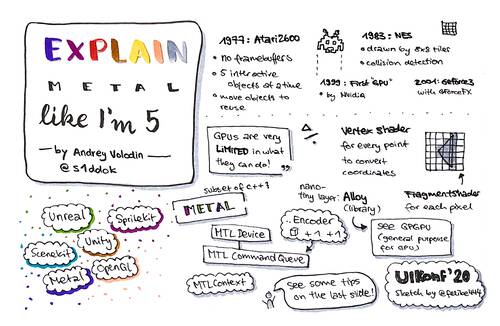 EXPLAIN
METAL
like I'm 5
by Andrey Volodin
@s1ddok
1977: Atari2600
• no framebuffers
• 5 interactive
objects at a time
• move objects to
reuse
1983: NES
• drawn by 8x8 tiles
• collision detection
1999: First "GPU"
• by Nvidia
2001: GeForce3
with GForceFX
GPUs are very
LIMITED in what
they can do!
Vertex shader
for every point
to convert
coordinates
Fragmentshader
for each pixel
subset of c++
METAL
MTL Device
MTL CommandQueue
MTLContext
nano-
tiny layer: Alloy
(library)
Encoder
+1 +1
see GPGPU
(general purpose
for GPU)
See some tips
on the last slide!
Unreal
Spritekit
Scenekit
Unity
Metal
OpenGL
UIKonf '20
Sketch by